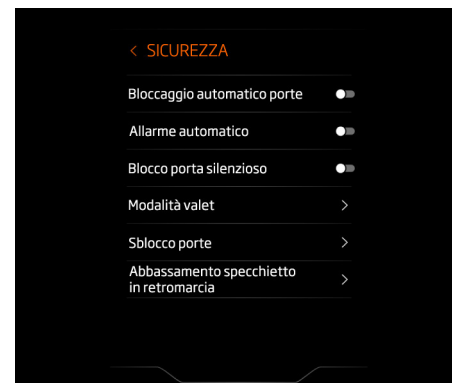 < SICUREZZA
Bloccaggio automatico porte
Allarme automatico
Blocco porta silenzioso
Modalità valet
Sblocco porte
Abbassamento specchietto
in retromarcia